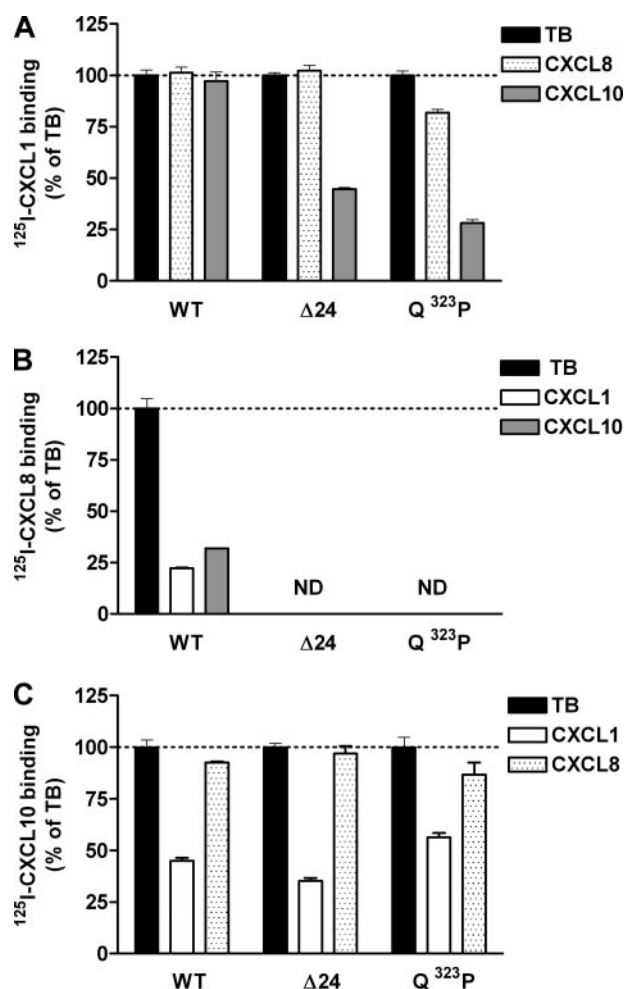 A
¹²⁵I-CXCL1 binding
(% of TB)
125
100
75
50
25
0
WT
Δ24
Q ³²³P
TB
CXCL8
CXCL10
B
¹²⁵I-CXCL8 binding
(% of TB)
125
100
75
50
25
0
ND
ND
WT
Δ24
Q ³²³P
TB
CXCL1
CXCL10
C
¹²⁵I-CXCL10 binding
(% of TB)
125
100
75
50
25
0
WT
Δ24
Q ³²³P
TB
CXCL1
CXCL8